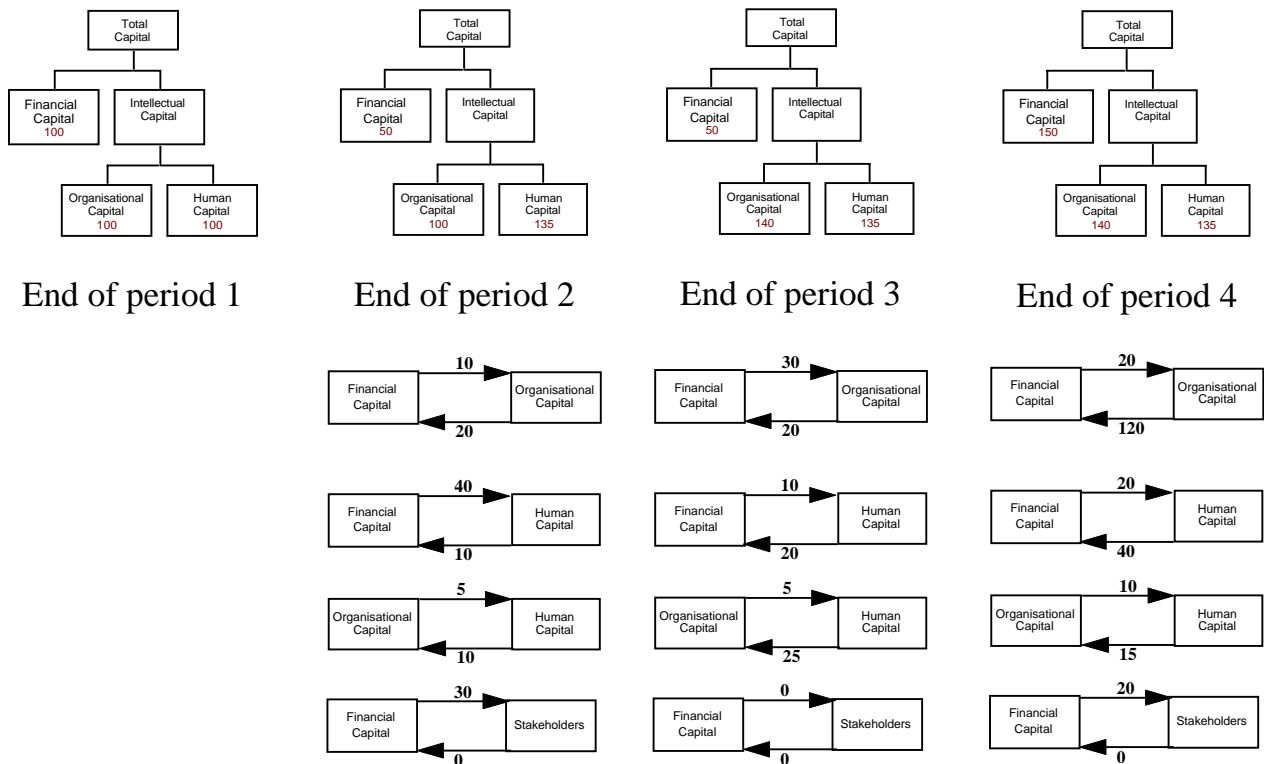 Total
Capital
Financial
Capital
100
Intellectual
Capital
Organisational
Capital
100
Human
Capital
100
End of period 1
Total
Capital
Financial
Capital
50
Intellectual
Capital
Organisational
Capital
100
Human
Capital
135
End of period 2
Total
Capital
Financial
Capital
50
Intellectual
Capital
Organisational
Capital
140
Human
Capital
135
End of period 3
Total
Capital
Financial
Capital
150
Intellectual
Capital
Organisational
Capital
140
Human
Capital
135
End of period 4
10
Financial
Capital
Organisational
Capital
20
30
Financial
Capital
Organisational
Capital
20
20
Financial
Capital
Organisational
Capital
120
40
Financial
Capital
Human
Capital
10
10
Financial
Capital
Human
Capital
20
20
Financial
Capital
Human
Capital
40
5
Organisational
Capital
Human
Capital
10
5
Organisational
Capital
Human
Capital
25
10
Organisational
Capital
Human
Capital
15
30
Financial
Capital
Stakeholders
0
0
Financial
Capital
Stakeholders
0
20
Financial
Capital
Stakeholders
0